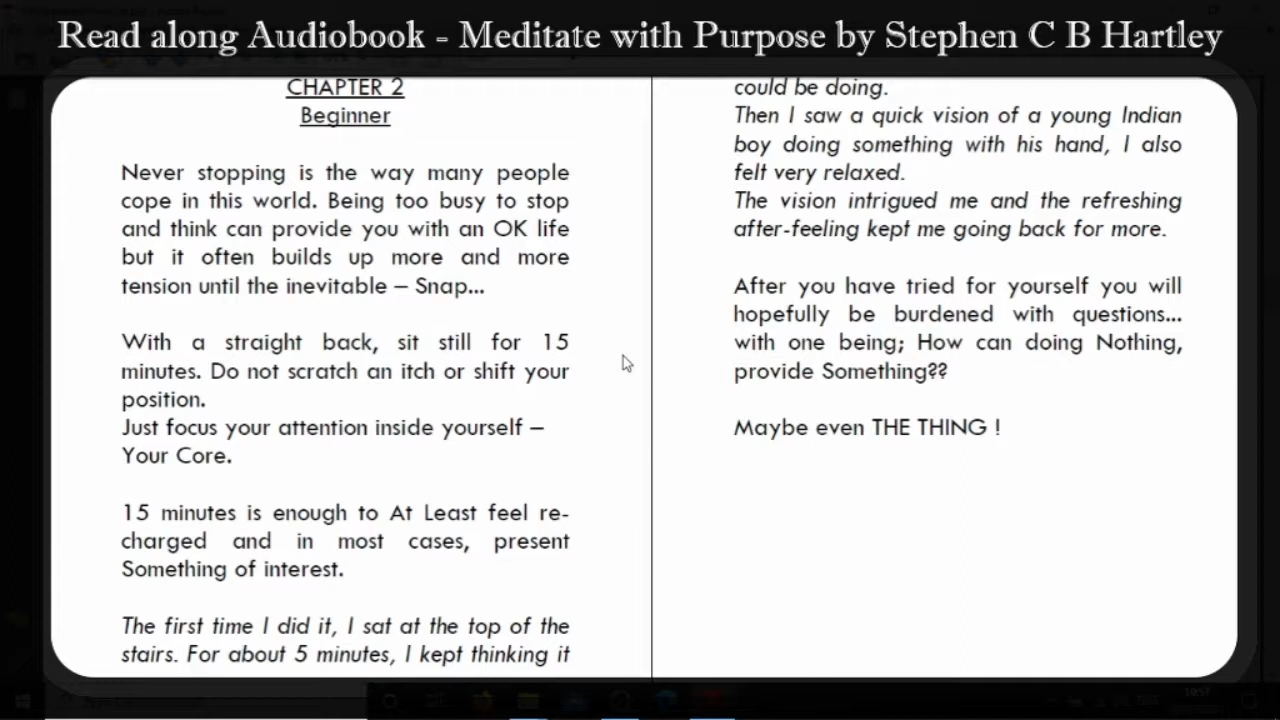 Read along Audiobook - Meditate with Purpose by Stephen C B Hartley
CHAPTER 2
Beginner
Never stopping is the way many people
cope in this world. Being too busy to stop
and think can provide you with an OK life
but it often builds up more and more
tension until the inevitable – Snap...
With a straight back, sit still for 15
minutes. Do not scratch an itch or shift your
position.
Just focus your attention inside yourself –
Your Core.
15 minutes is enough to At Least feel re-
charged and in most cases, present
Something of interest.
The first time I did it, I sat at the top of the
stairs. For about 5 minutes, I kept thinking it
could be doing.
Then I saw a quick vision of a young Indian
boy doing something with his hand, I also
felt very relaxed.
The vision intrigued me and the refreshing
after-feeling kept me going back for more.
After you have tried for yourself you will
hopefully be burdened with questions...
with one being; How can doing Nothing,
provide Something??
Maybe even THE THING !